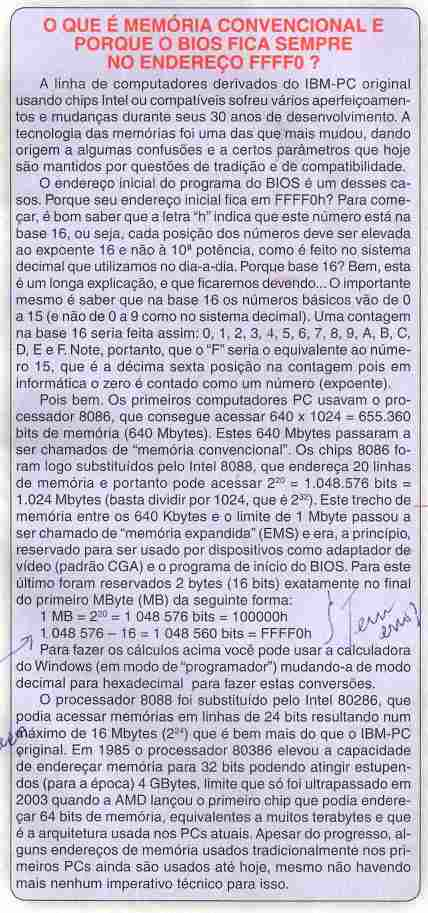 O QUE É MEMÓRIA CONVENCIONAL E
PORQUE O BIOS FICA SEMPRE
NO ENDEREÇO FFFF0 ?
A linha de computadores derivados do IBM-PC original
usando chips Intel ou compatíveis sofreu vários aperfeiçoamen-
tos e mudanças durante seus 30 anos de desenvolvimento. A
tecnologia das memórias foi uma das que mais mudou, dando
origem a algumas confusões e a certos parâmetros que hoje
são mantidos por questões de tradição e de compatibilidade.
O endereço inicial do programa do BIOS é um desses ca-
sos. Porque seu endereço inicial fica em FFFF0h? Para come-
çar, é bom saber que a letra “h” indica que este número está na
base 16, ou seja, cada posição dos números deve ser elevada
ao expoente 16 e não à 10ª potência, como é feito no sistema
decimal que utilizamos no dia-a-dia. Porque base 16? Bem, esta
é um longa explicação, e que ficaremos devendo... O importante
mesmo é saber que na base 16 os números básicos vão de 0
a 15 (e não de 0 a 9 como no sistema decimal). Uma contagem
na base 16 seria feita assim: 0, 1, 2, 3, 4, 5, 6, 7, 8, 9, A, B, C,
D, E e F. Note, portanto, que o “F” seria o equivalente ao núme-
ro 15, que é a décima sexta posição na contagem pois em
informática o zero é contado como um número (expoente).
Pois bem. Os primeiros computadores PC usavam o pro-
cessador 8086, que consegue acessar 640 x 1024 = 655.360
bits de memória (640 Mbytes). Estes 640 Mbytes passaram a
ser chamados de “memória convencional”. Os chips 8086 fo-
ram logo substituídos pelo Intel 8088, que endereça 20 linhas
de memória e portanto pode acessar 2²⁰ = 1.048.576 bits =
1.024 Mbytes (basta dividir por 1024, que é 2³²). Este trecho de
memória entre os 640 Kbytes e o limite de 1 Mbyte passou a
ser chamado de “memória expandida” (EMS) e era, a princípio,
reservado para ser usado por dispositivos como adaptador de
vídeo (padrão CGA) e o programa de início do BIOS. Para este
último foram reservados 2 bytes (16 bits) exatamente no final
do primeiro MByte (MB) da seguinte forma:
1 MB = 2²⁰ = 1 048 576 bits = 100000h
1.048 576 – 16 = 1 048 560 bits = FFFF0h
Para fazer os cálculos acima você pode usar a calculadora
do Windows (em modo de “programador”) mudando-a de modo
decimal para hexadecimal para fazer estas conversões.
O processador 8088 foi substituído pelo Intel 80286, que
podia acessar memórias em linhas de 24 bits resultando num
máximo de 16 Mbytes (2²⁴) que é bem mais do que o IBM-PC
original. Em 1985 o processador 80386 elevou a capacidade
de endereçar memória para 32 bits podendo atingir estupen-
dos (para a época) 4 GBytes, limite que só foi ultrapassado em
2003 quando a AMD lançou o primeiro chip que podia endere-
çar 64 bits de memória, equivalentes a muitos terabytes e que
é a arquitetura usada nos PCs atuais. Apesar do progresso, al-
guns endereços de memória usados tradicionalmente nos pri-
meiros PCs ainda são usados até hoje, mesmo não havendo
mais nenhum imperativo técnico para isso.